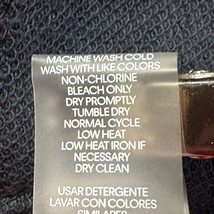 MACHINE WASH COLD
WASH WITH LIKE COLORS
NON-CHLORINE
BLEACH ONLY
DRY PROMPTLY
TUMBLE DRY
NORMAL CYCLE
LOW HEAT
LOW HEAT IRON IF
NECESSARY
DRY CLEAN
USAR DETERGENTE
LAVAR CON COLORES
SIMILARES